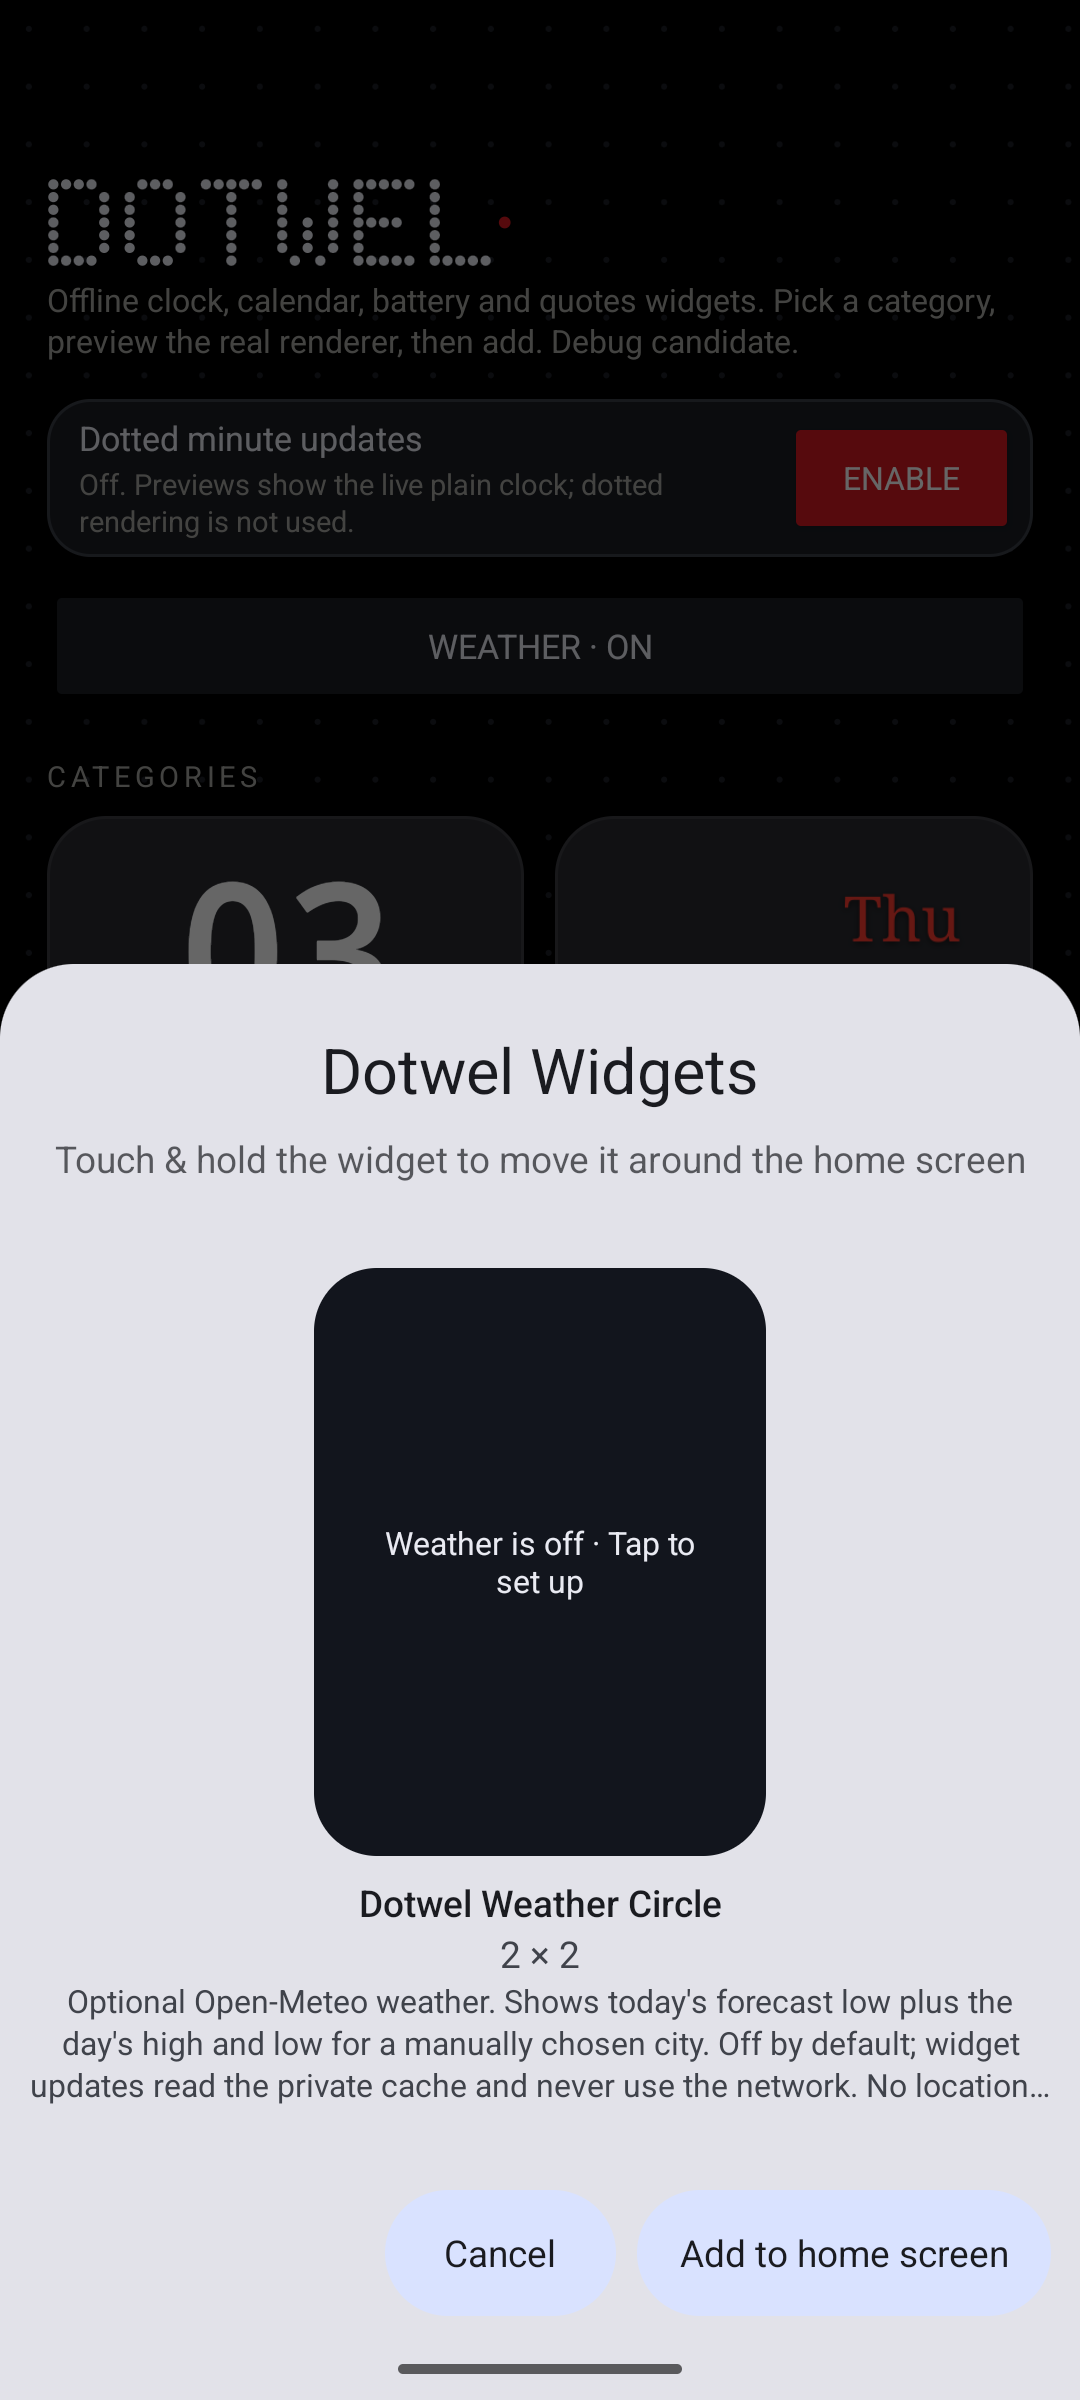 DOTWEL
Offline clock, calendar, battery and quotes widgets. Pick a category,
preview the real renderer, then add. Debug candidate.
Dotted minute updates
Off. Previews show the live plain clock; dotted
rendering is not used.
ENABLE
WEATHER · ON
CATEGORIES
03
Thu
Dotwel Widgets
Touch & hold the widget to move it around the home screen
Weather is off · Tap to
set up
Dotwel Weather Circle
2 × 2
Optional Open-Meteo weather. Shows today's forecast low plus the
day's high and low for a manually chosen city. Off by default; widget
updates read the private cache and never use the network. No location…
Cancel
Add to home screen